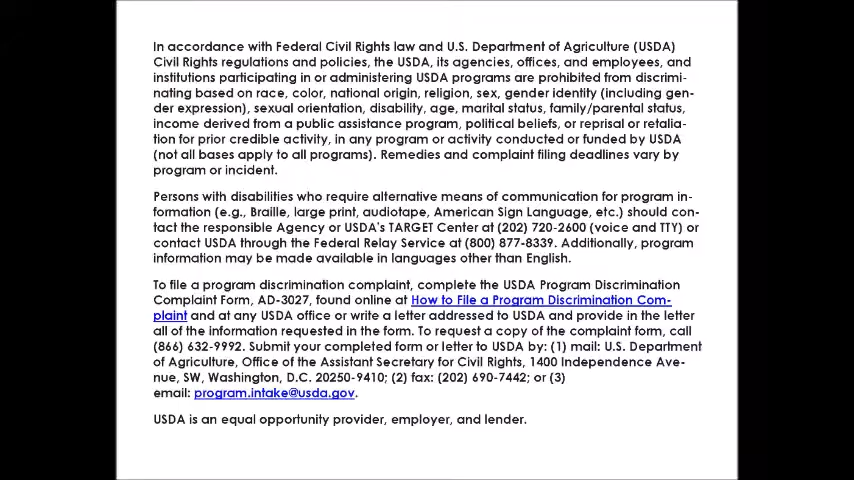 In accordance with Federal Civil Rights law and U.S. Department of Agriculture (USDA)
Civil Rights regulations and policies, the USDA, its agencies, offices, and employees, and
institutions participating in or administering USDA programs are prohibited from discrimi-
nating based on race, color, national origin, religion, sex, gender identity (including gen-
der expression), sexual orientation, disability, age, marital status, family/parental status,
income derived from a public assistance program, political beliefs, or reprisal or retalia-
tion for prior credible activity, in any program or activity conducted or funded by USDA
(not all bases apply to all programs). Remedies and complaint filing deadlines vary by
program or incident.
Persons with disabilities who require alternative means of communication for program in-
formation (e.g., Braille, large print, audiotape, American Sign Language, etc.) should con-
tact the responsible Agency or USDA's TARGET Center at (202) 720-2600 (voice and TTY) or
contact USDA through the Federal Relay Service at (800) 877-8339. Additionally, program
information may be made available in languages other than English.
To file a program discrimination complaint, complete the USDA Program Discrimination
Complaint Form, AD-3027, found online at How to File a Program Discrimination Com-
plaint and at any USDA office or write a letter addressed to USDA and provide in the letter
all of the information requested in the form. To request a copy of the complaint form, call
(866) 632-9992. Submit your completed form or letter to USDA by: (1) mail: U.S. Department
of Agriculture, Office of the Assistant Secretary for Civil Rights, 1400 Independence Ave-
nue, SW, Washington, D.C. 20250-9410; (2) fax: (202) 690-7442; or (3)
email: program.intake@usda.gov.
USDA is an equal opportunity provider, employer, and lender.